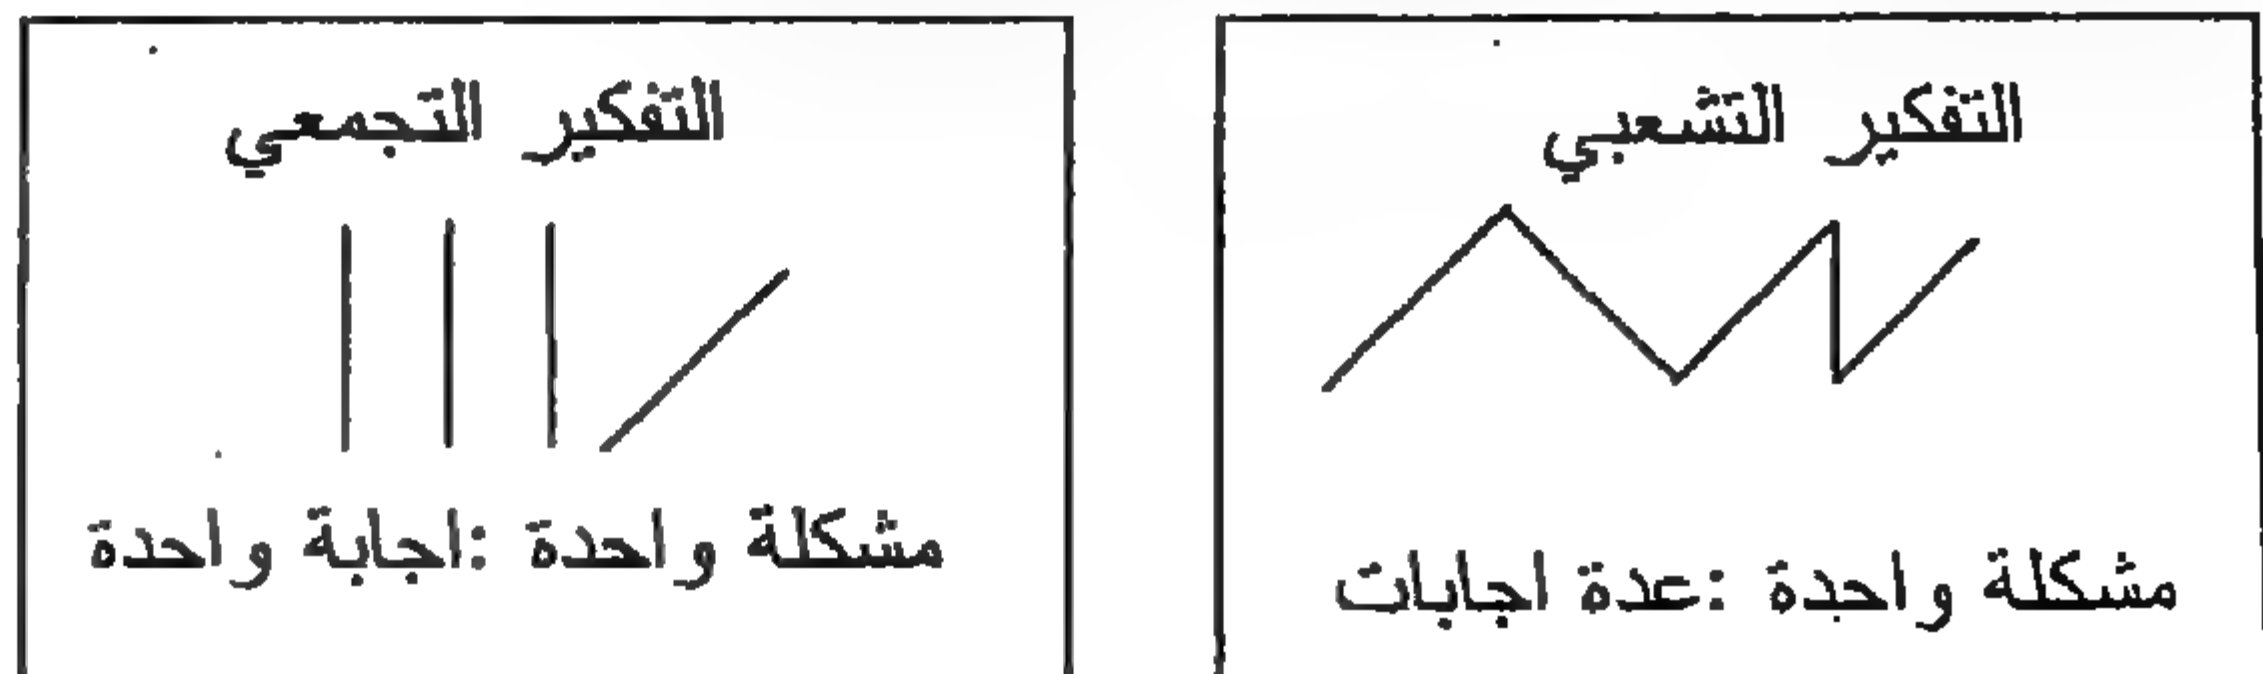 التفكير التشعبي
مشكلة واحدة :عدة اجابات
التفكير التجمعي
مشكلة واحدة :اجابة واحدة